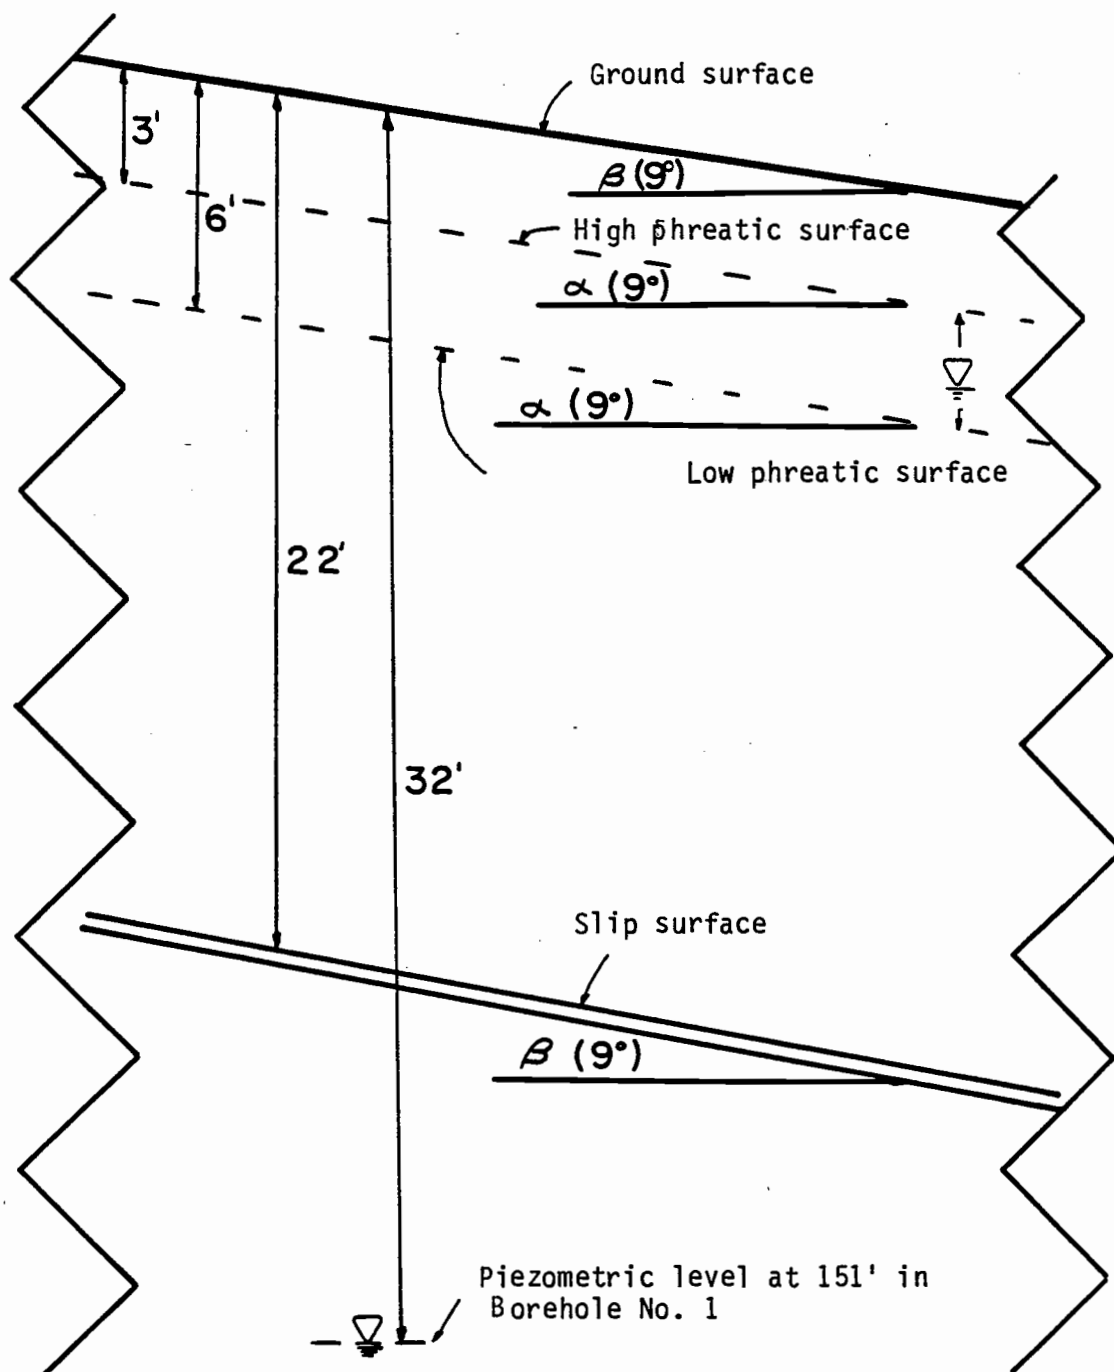 Ground surface
3'
β (9°)
6'
High phreatic surface
α (9°)
α (9°)
Low phreatic surface
22'
32'
Slip surface
β (9°)
Piezometric level at 151' in
Borehole No. 1